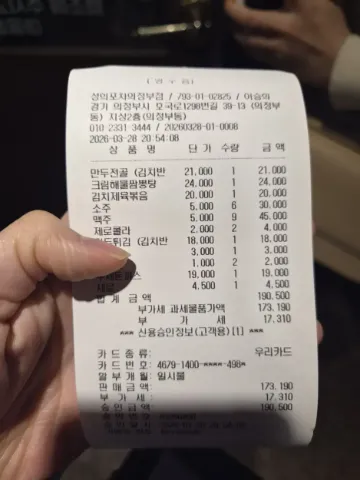 [ 영 수 증 ]
상의포차의정부점 / 793-01-02825 / 이승의
경기 의정부시 호국로1298번길 39-13 (의정부
동) 지상2층(의정부동)
010-2331-3444 / 20260328-01-0008
2026-03-28 20:54:08
상 품 명 단 가 수량 금 액
만두전골 (김치반 21,000 1 21,000
크림해물짬뽕탕 24,000 1 24,000
김치제육볶음 20,000 1 20,000
소주 5,000 6 30,000
맥주 5,000 9 45,000
제로콜라 2,000 2 4,000
튀김 (김치반 18,000 1 18,000
3,000 1 3,000
1,000 2 2,000
19,000 1 19,000
4,500 1 4,500
합 계 금 액 190,500
부가세 과세물품가액 173,190
부 가 세 17,310
*** 신용승인정보(고객용) [1] ***
카 드 종 류: 우리카드
카 드 번 호: 4679-1400-****-498*
할 부 개 월: 일시불
판 매 금 액: 173,190
부 가 세 : 17,310
승 인 금 액: 190,500